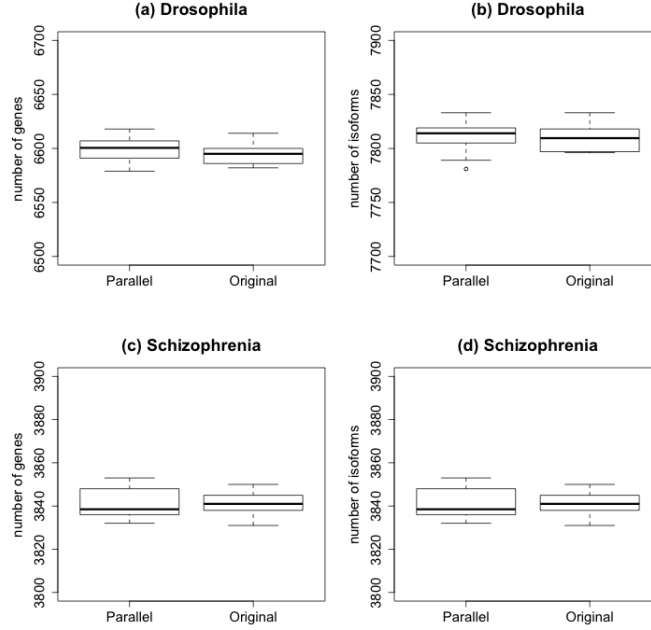 (a) Drosophila
number of genes
6500 6550 6600 6650 6700
Parallel Original
(b) Drosophila
number of isoforms
7700 7750 7800 7850 7900
Parallel Original
(c) Schizophrenia
number of genes
3800 3820 3840 3860 3880 3900
Parallel Original
(d) Schizophrenia
number of isoforms
3800 3820 3840 3860 3880 3900
Parallel Original